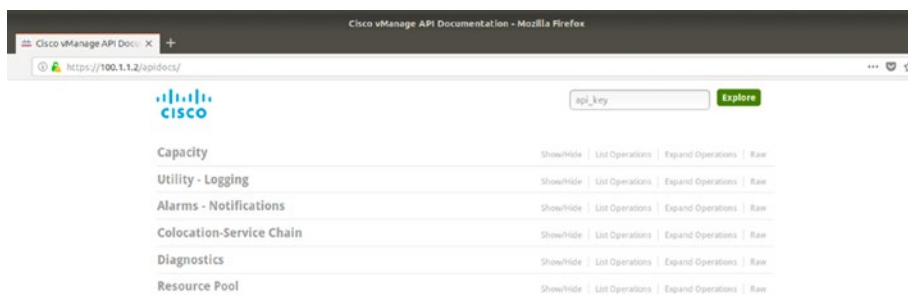 Cisco vManage API Documentation - Mozilla Firefox
Cisco vManage API Docu × +
https://100.1.1.2/apidocs/
CISCO
api_key Explore
Capacity Show/Hide | List Operations | Expand Operations | Raw
Utility - Logging Show/Hide | List Operations | Expand Operations | Raw
Alarms - Notifications Show/Hide | List Operations | Expand Operations | Raw
Colocation-Service Chain Show/Hide | List Operations | Expand Operations | Raw
Diagnostics Show/Hide | List Operations | Expand Operations | Raw
Resource Pool Show/Hide | List Operations | Expand Operations | Raw